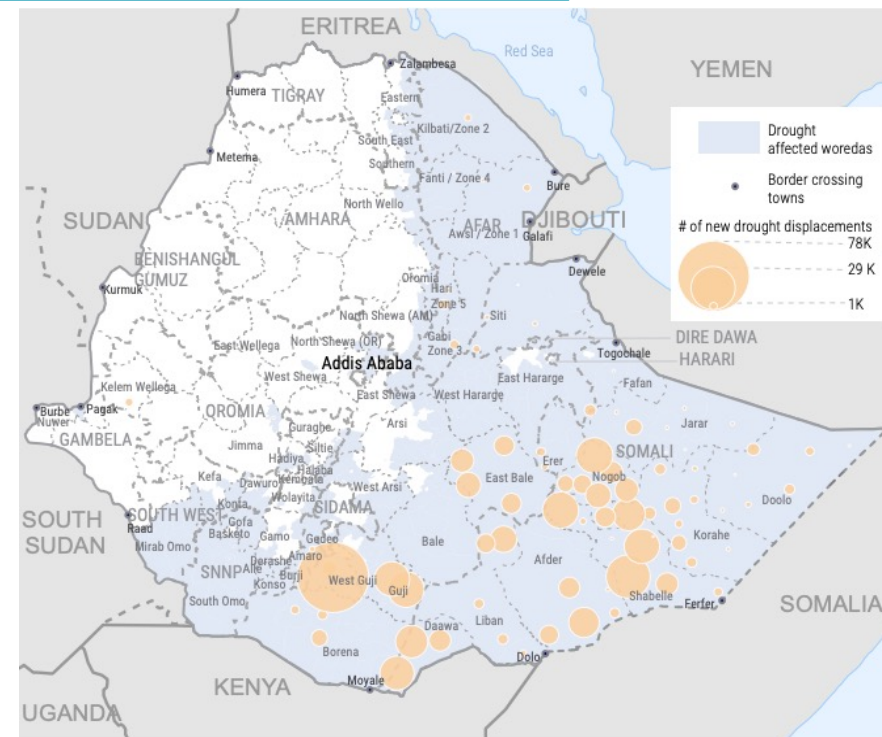 ERITREA
Red Sea
YEMEN
Zalambesa
Humera
TIGRAY
Eastern
Kilbati/Zone 2
South East
Southern
Metema
Fanti / Zone 4
Bure
North Wello
SUDAN
AMHARA
AFAR
DJIBOUTI
Awsi / Zone 1
Galafi
BENISHANGUL
GUMUZ
Dewele
Oromia
Kurmuk
Hari
Zone 5
North Shewa (AM)
Siti
East Wellega
North Shewa (OR)
Gabi
Zone 3
DIRE DAWA
Addis Ababa
Togochale
HARARI
West Shewa
East Hararge
Fafan
Kelem Wellega
East Shewa
West Hararge
Burbe
Pagak
Nuwer
OROMIA
Arsi
Jarar
GAMBELA
Guraghe
Jimma
Siltie
Erer
SOMALI
Hadiya
Halaba
Kefa
Kembata
East Bale
Nogob
Dawuro
West Arsi
Wolayita
Doolo
Konta
SIDAMA
SOUTH WEST
SOUTH
SUDAN
Raad
Gofa
Basketo
Gamo
Gedeo
Bale
Korahe
Mirab Omo
Amaro
Afder
Derashe
SNNP
Alle
Burji
West Guji
Konso
Guji
Shabelle
South Omo
Ferfer
SOMALIA
Liban
Daawa
Borena
Dolo
KENYA
Moyale
UGANDA
Drought
affected woredas
Border crossing
towns
# of new drought displacements
78K
29 K
1K